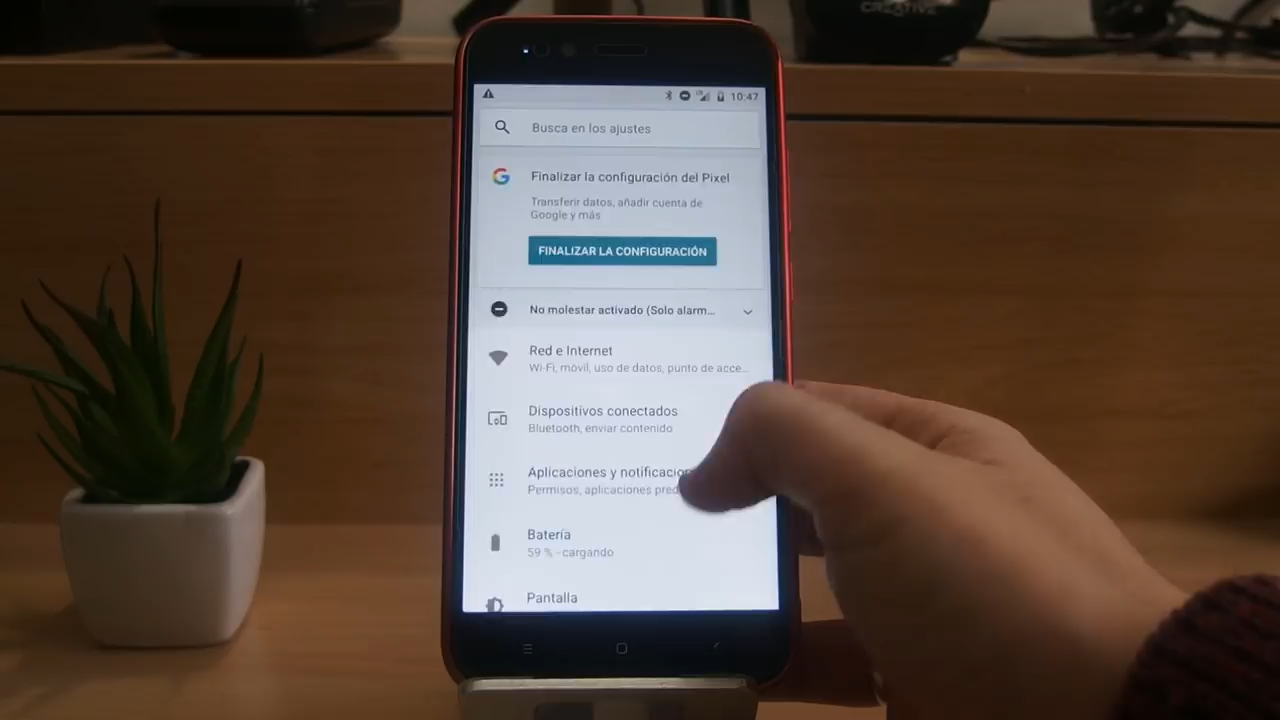 CREATIVE
10:47
Busca en los ajustes
Finalizar la configuración del Pixel
Transferir datos, añadir cuenta de
Google y más
FINALIZAR LA CONFIGURACIÓN
No molestar activado (Solo alarm...
Red e Internet
Wi-Fi, móvil, uso de datos, punto de acce...
Dispositivos conectados
Bluetooth, enviar contenido
Aplicaciones y notificacion
Permisos, aplicaciones pred
Batería
59 % - cargando
Pantalla